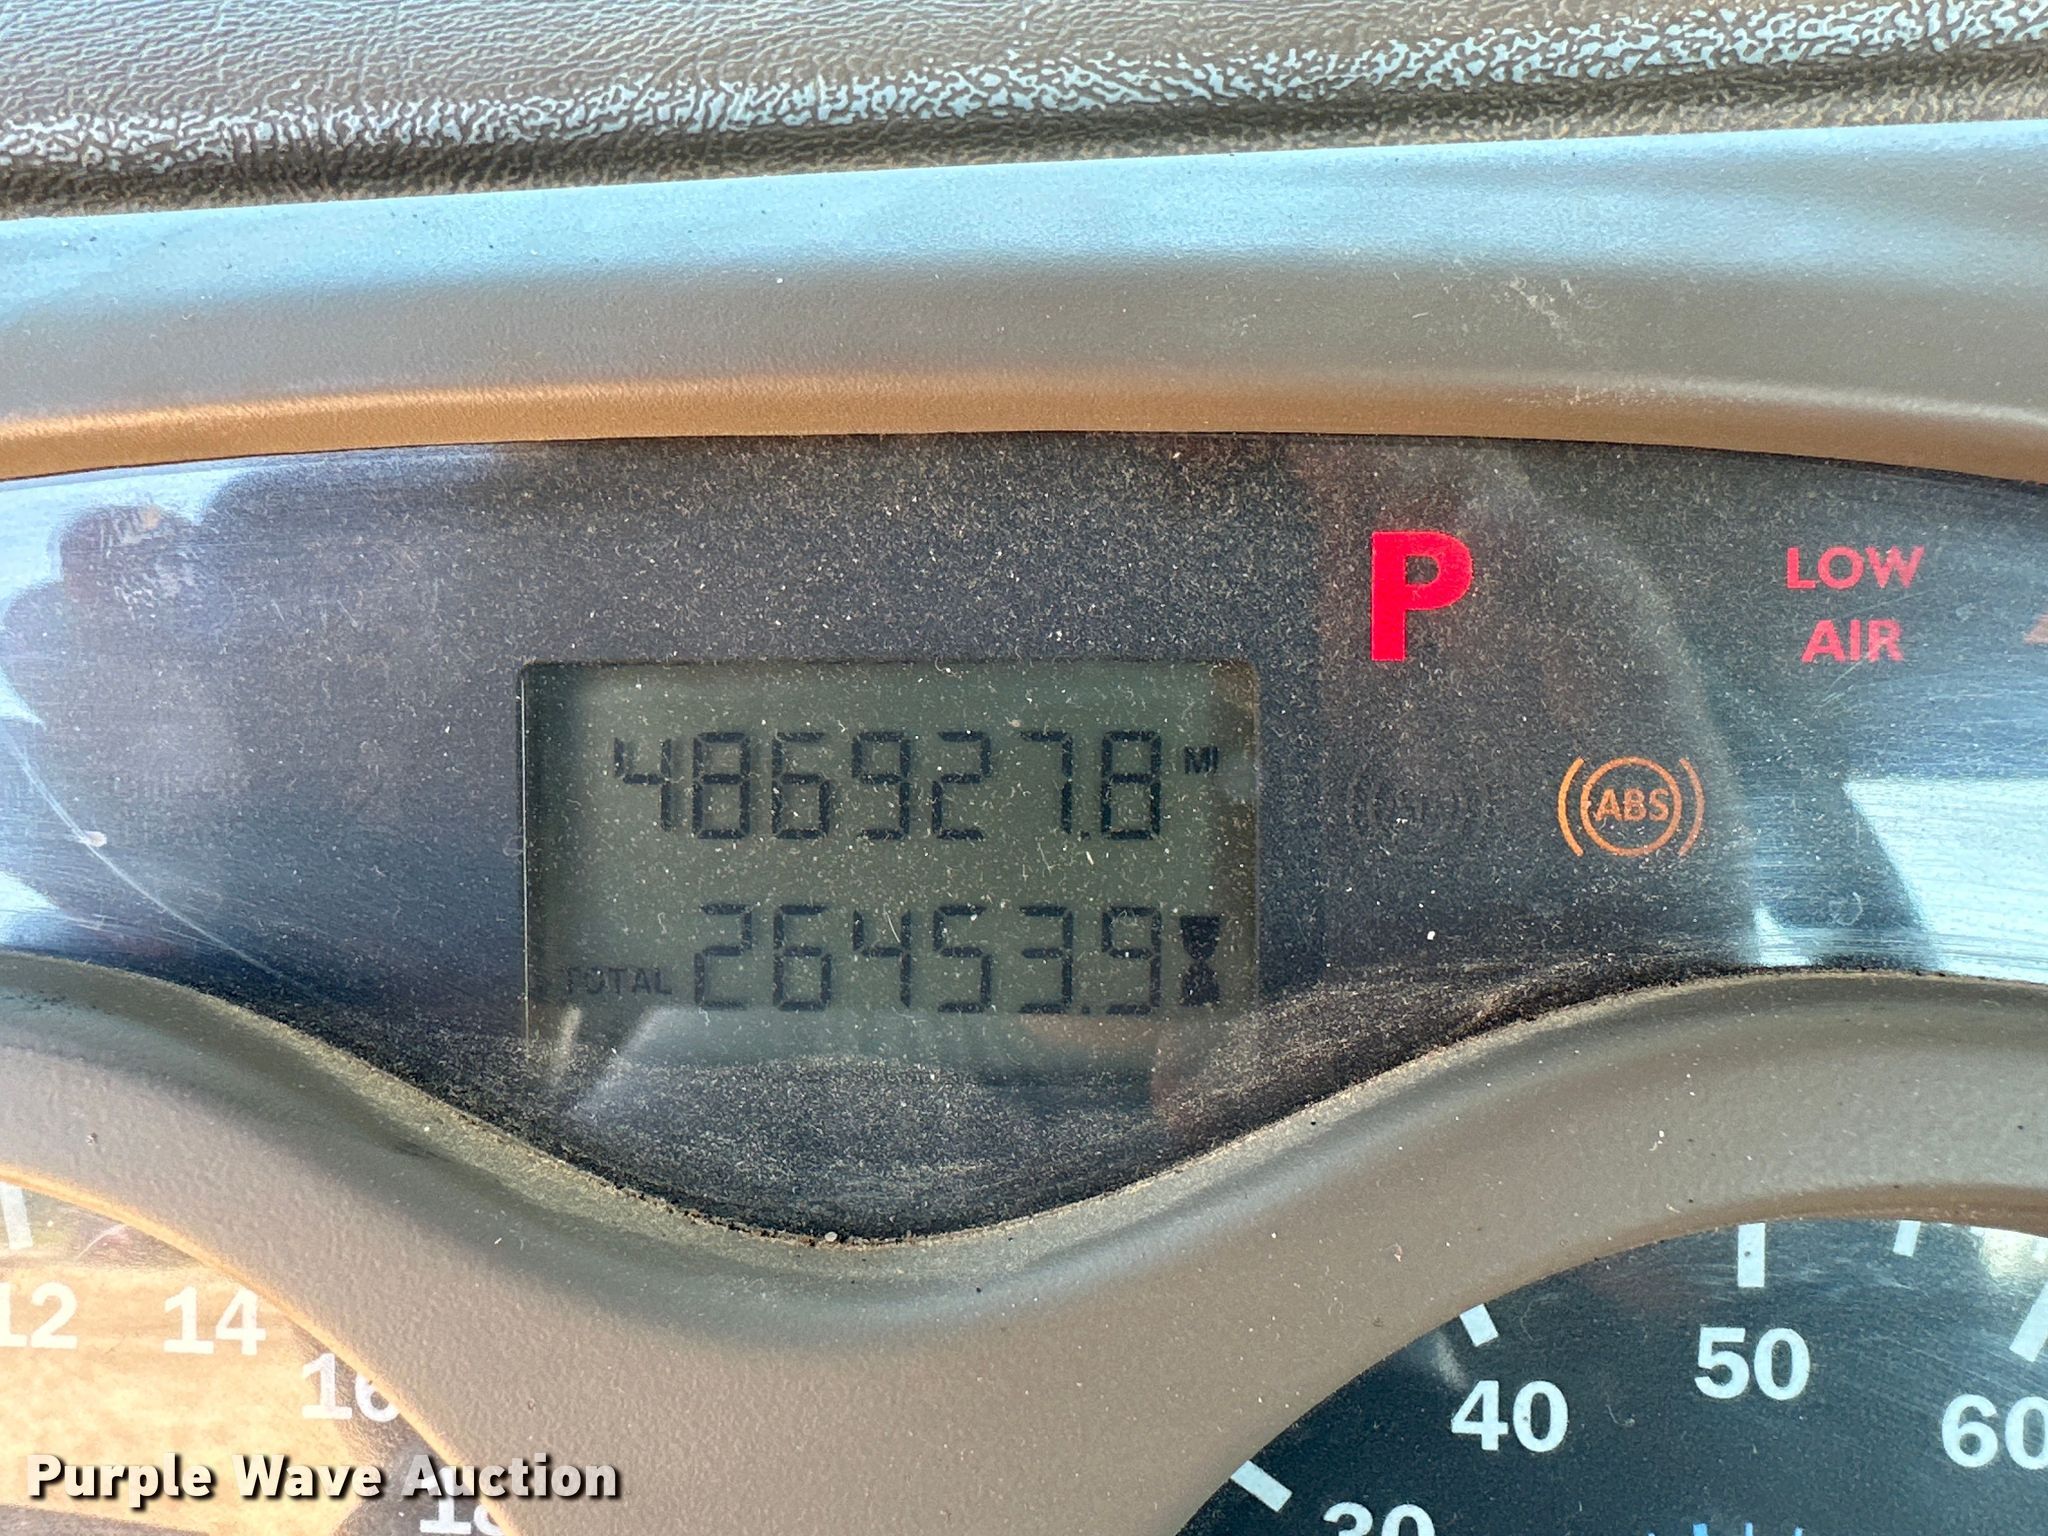 P
LOW
AIR
486927.8 MI
ABS
TOTAL 26453.9
12
14
16
18
30
40
50
60
Purple Wave Auction